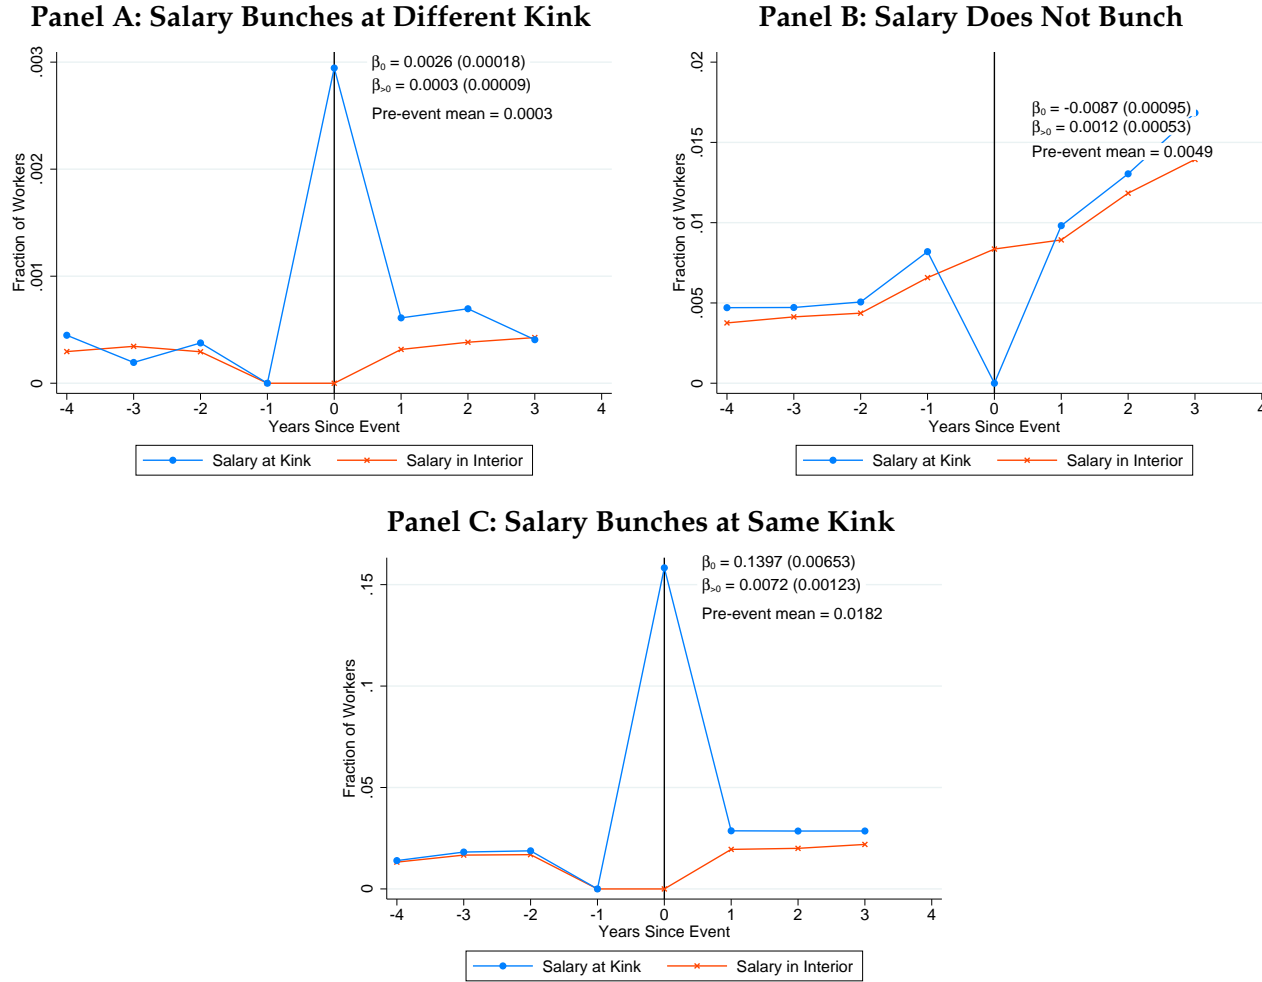 Panel A: Salary Bunches at Different Kink
β0 = 0.0026 (0.00018)
β>0 = 0.0003 (0.00009)
Pre-event mean = 0.0003
Fraction of Workers
.003
.002
.001
0
-4 -3 -2 -1 0 1 2 3 4
Years Since Event
Salary at Kink Salary in Interior
Panel B: Salary Does Not Bunch
β0 = -0.0087 (0.00095)
β>0 = 0.0012 (0.00053)
Pre-event mean = 0.0049
Fraction of Workers
.02
.015
.01
.005
0
-4 -3 -2 -1 0 1 2 3 4
Years Since Event
Salary at Kink Salary in Interior
Panel C: Salary Bunches at Same Kink
β0 = 0.1397 (0.00653)
β>0 = 0.0072 (0.00123)
Pre-event mean = 0.0182
Fraction of Workers
.15
.1
.05
0
-4 -3 -2 -1 0 1 2 3 4
Years Since Event
Salary at Kink Salary in Interior